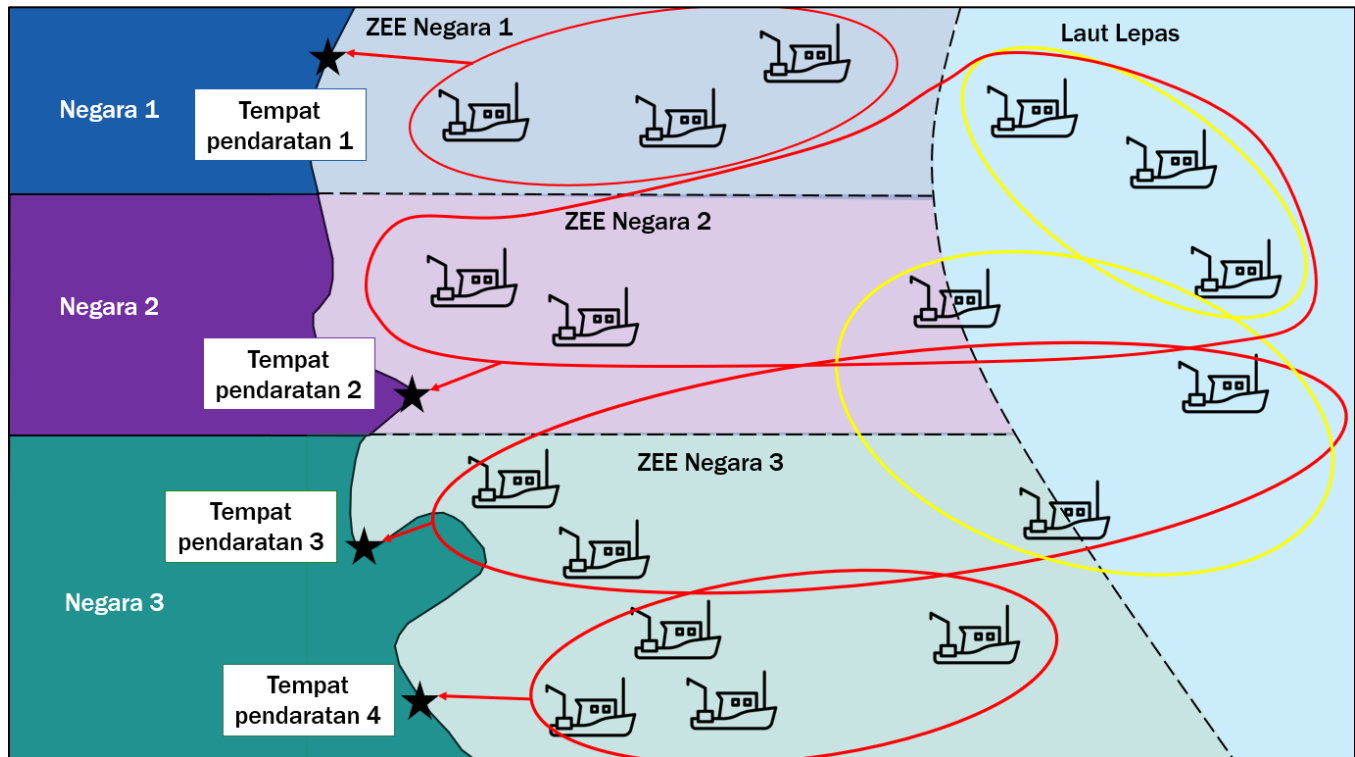 ZEE Negara 1
Laut Lepas
Negara 1
Tempat
pendaratan 1
ZEE Negara 2
Negara 2
Tempat
pendaratan 2
ZEE Negara 3
Tempat
pendaratan 3
Negara 3
Tempat
pendaratan 4